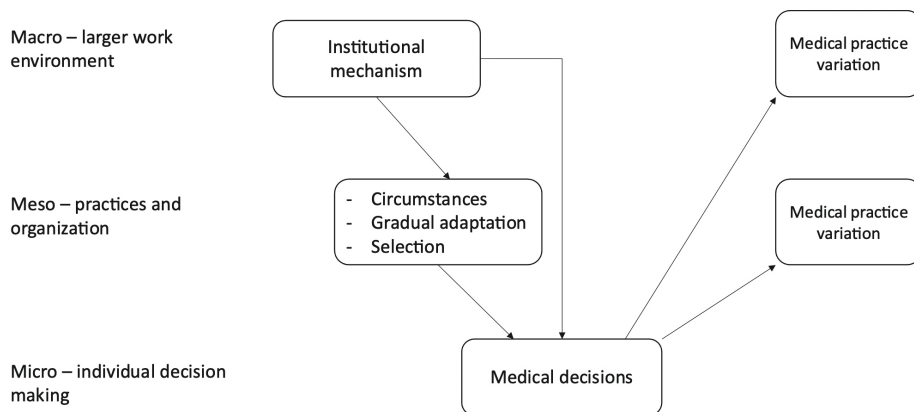 Macro – larger work
environment
Institutional
mechanism
Medical practice
variation
Meso – practices and
organization
- Circumstances
- Gradual adaptation
- Selection
Medical practice
variation
Micro – individual decision
making
Medical decisions